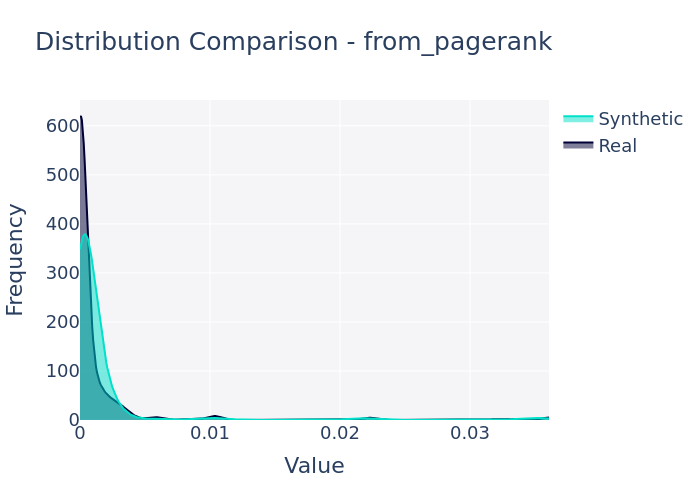 Distribution Comparison - from_pagerank
Synthetic
Real
Frequency
600
500
400
300
200
100
0
0
0.01
0.02
0.03
Value